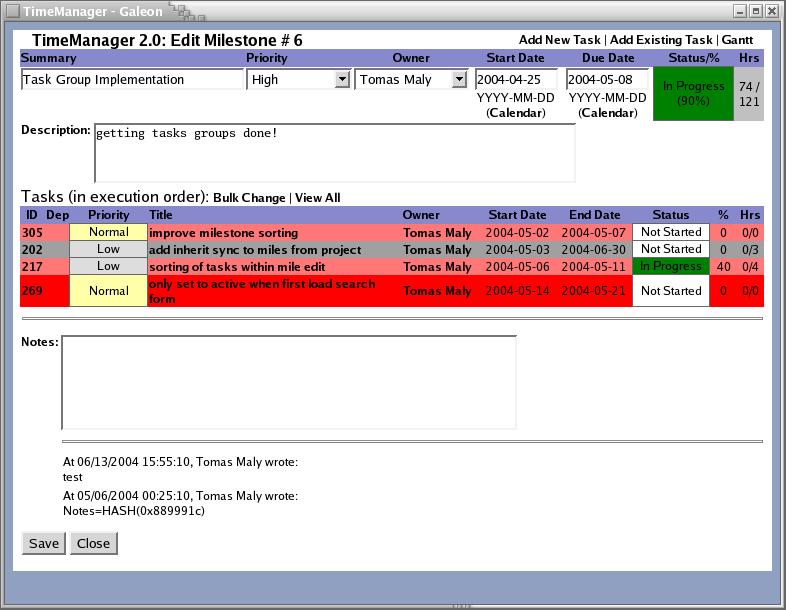 TimeManager - Galeon
TimeManager 2.0: Edit Milestone # 6
Add New Task | Add Existing Task | Gantt
Summary Priority Owner Start Date Due Date Status/% Hrs
Task Group Implementation High Tomas Maly 2004-04-25 2004-05-08 In Progress 74 /
YYYY-MM-DD YYYY-MM-DD (90%) 121
(Calendar) (Calendar)
Description: getting tasks groups done!
Tasks (in execution order): Bulk Change | View All
ID Dep Priority Title Owner Start Date End Date Status % Hrs
305 Normal improve milestone sorting Tomas Maly 2004-05-02 2004-05-07 Not Started 0 0/0
202 Low add inherit sync to miles from project Tomas Maly 2004-05-03 2004-06-30 Not Started 0 0/3
217 Low sorting of tasks within mile edit Tomas Maly 2004-05-06 2004-05-11 In Progress 40 0/4
269 Normal only set to active when first load search Tomas Maly 2004-05-14 2004-05-21 Not Started 0 0/0
form
Notes:
At 06/13/2004 15:55:10, Tomas Maly wrote:
test
At 05/06/2004 00:25:10, Tomas Maly wrote:
Notes=HASH(0x889991c)
Save Close